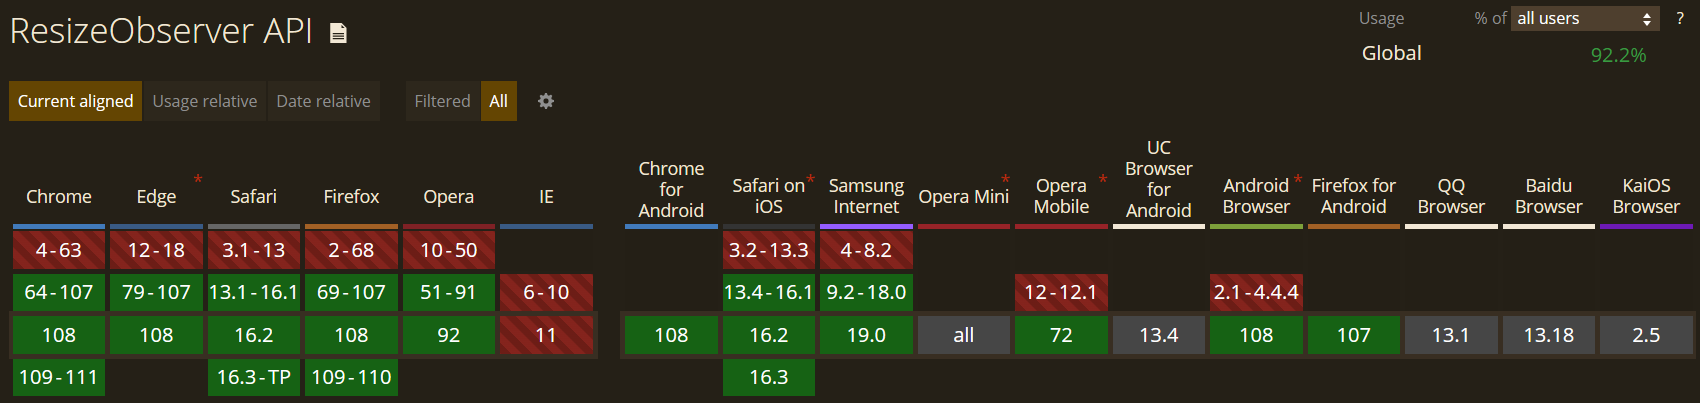 ResizeObserver API
Usage % of all users ?
Global 92.2%
Current aligned Usage relative Date relative Filtered All
Chrome Edge * Safari Firefox Opera IE
Chrome for Android Safari on iOS * Samsung Internet Opera Mini * Opera Mobile * UC Browser for Android Android Browser * Firefox for Android QQ Browser Baidu Browser KaiOS Browser
4-63 12-18 3.1-13 2-68 10-50 3.2-13.3 4-8.2
64-107 79-107 13.1-16.1 69-107 51-91 6-10 13.4-16.1 9.2-18.0 12-12.1 2.1-4.4.4
108 108 16.2 108 92 11 108 16.2 19.0 all 72 13.4 108 107 13.1 13.18 2.5
109-111 16.3-TP 109-110 16.3